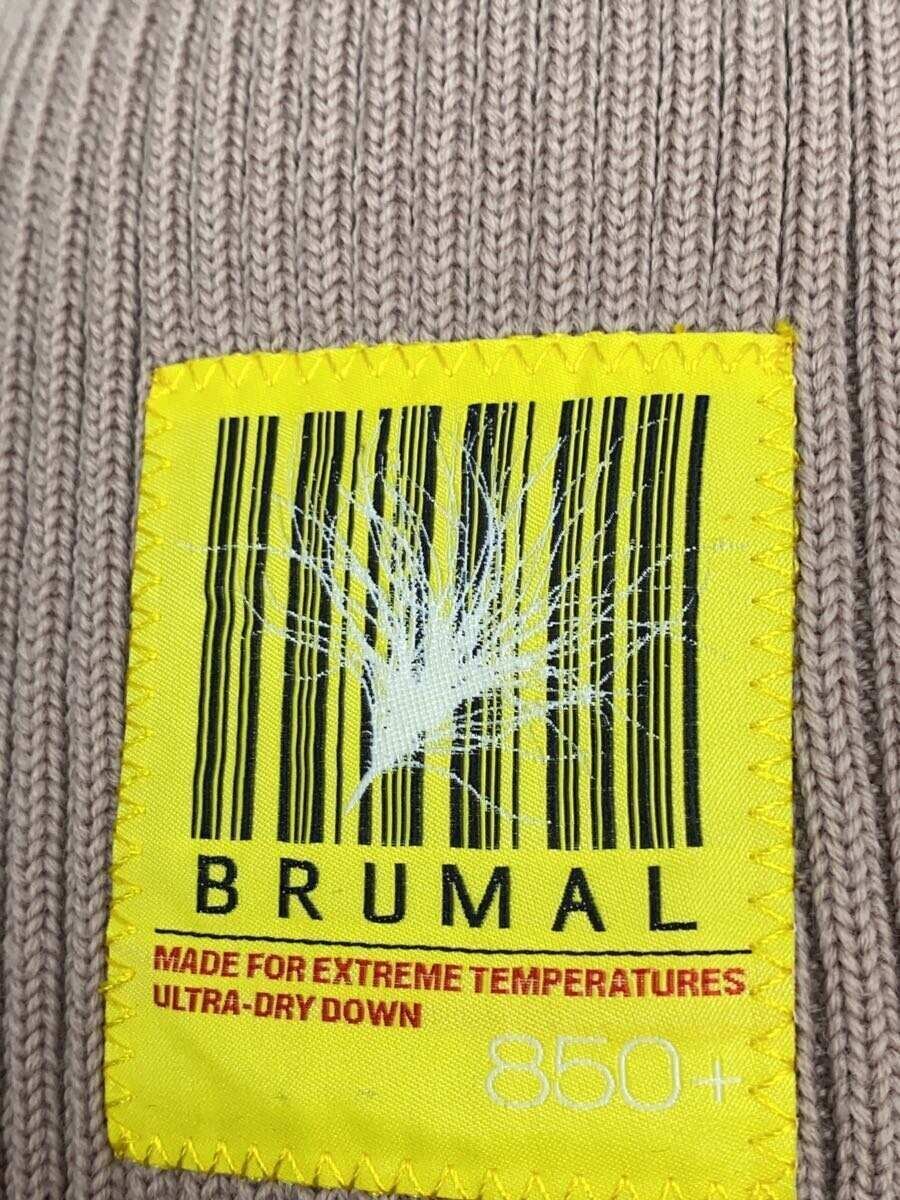 BRUMAL
MADE FOR EXTREME TEMPERATURES
ULTRA-DRY DOWN
850+